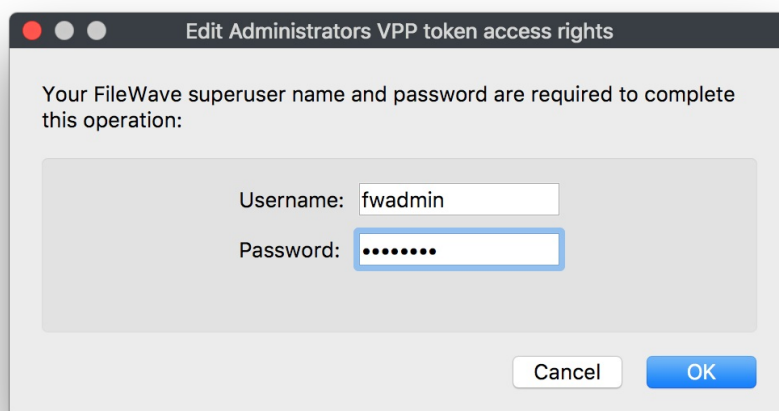 Edit Administrators VPP token access rights
Your FileWave superuser name and password are required to complete
this operation:
Username: fwadmin
Password: ••••••••
Cancel OK